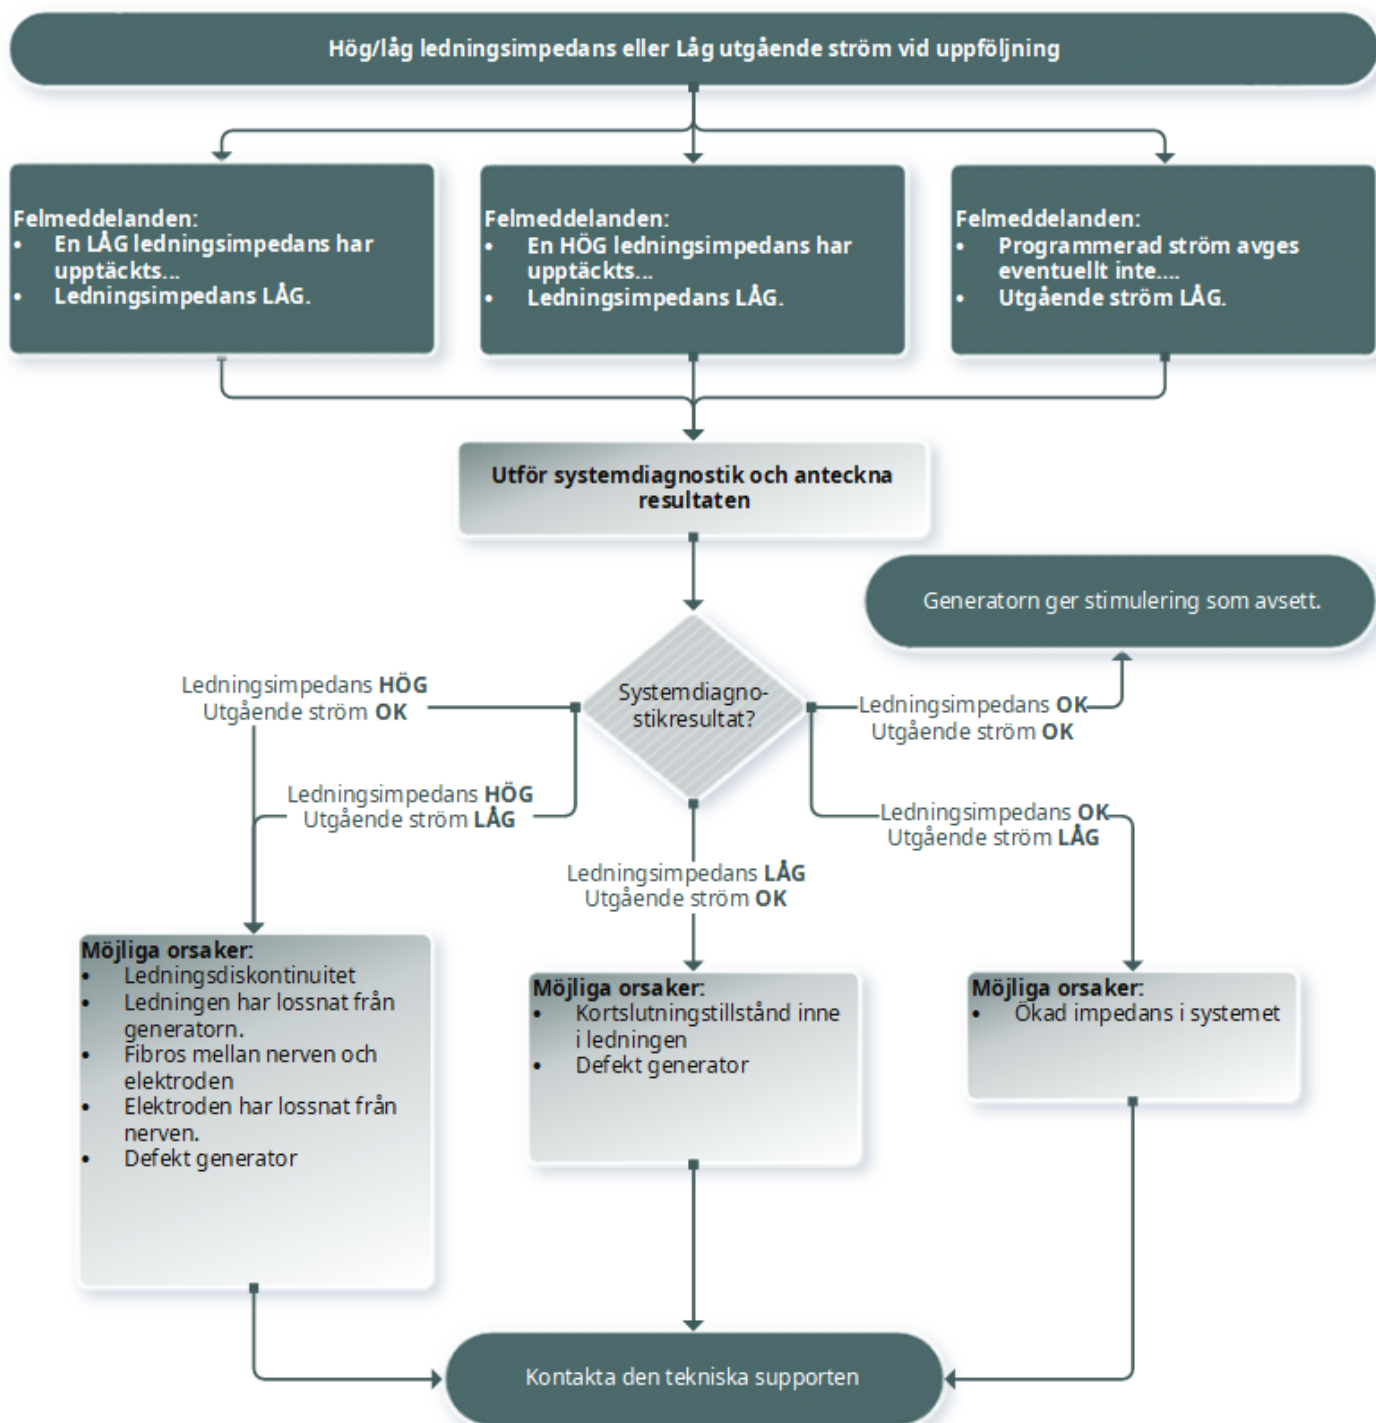 Hög/låg ledningsimpedans eller Låg utgående ström vid uppföljning
Felmeddelanden:
• En LÅG ledningsimpedans har
upptäckts...
• Ledningsimpedans LÅG.
Felmeddelanden:
• En HÖG ledningsimpedans har
upptäckts...
• Ledningsimpedans LÅG.
Felmeddelanden:
• Programmerad ström avges
eventuellt inte....
• Utgående ström LÅG.
Utför systemdiagnostik och anteckna
resultaten
Generatorn ger stimulering som avsett.
Systemdiagno-
stikresultat?
Ledningsimpedans HÖG
Utgående ström OK
Ledningsimpedans OK
Utgående ström OK
Ledningsimpedans HÖG
Utgående ström LÅG
Ledningsimpedans OK
Utgående ström LÅG
Ledningsimpedans LÅG
Utgående ström OK
Möjliga orsaker:
• Ledningsdiskontinuitet
• Ledningen har lossnat från
generatorn.
• Fibros mellan nerven och
elektroden
• Elektroden har lossnat från
nerven.
• Defekt generator
Möjliga orsaker:
• Kortslutningstillstånd inne
i ledningen
• Defekt generator
Möjliga orsaker:
• Ökad impedans i systemet
Kontakta den tekniska supporten